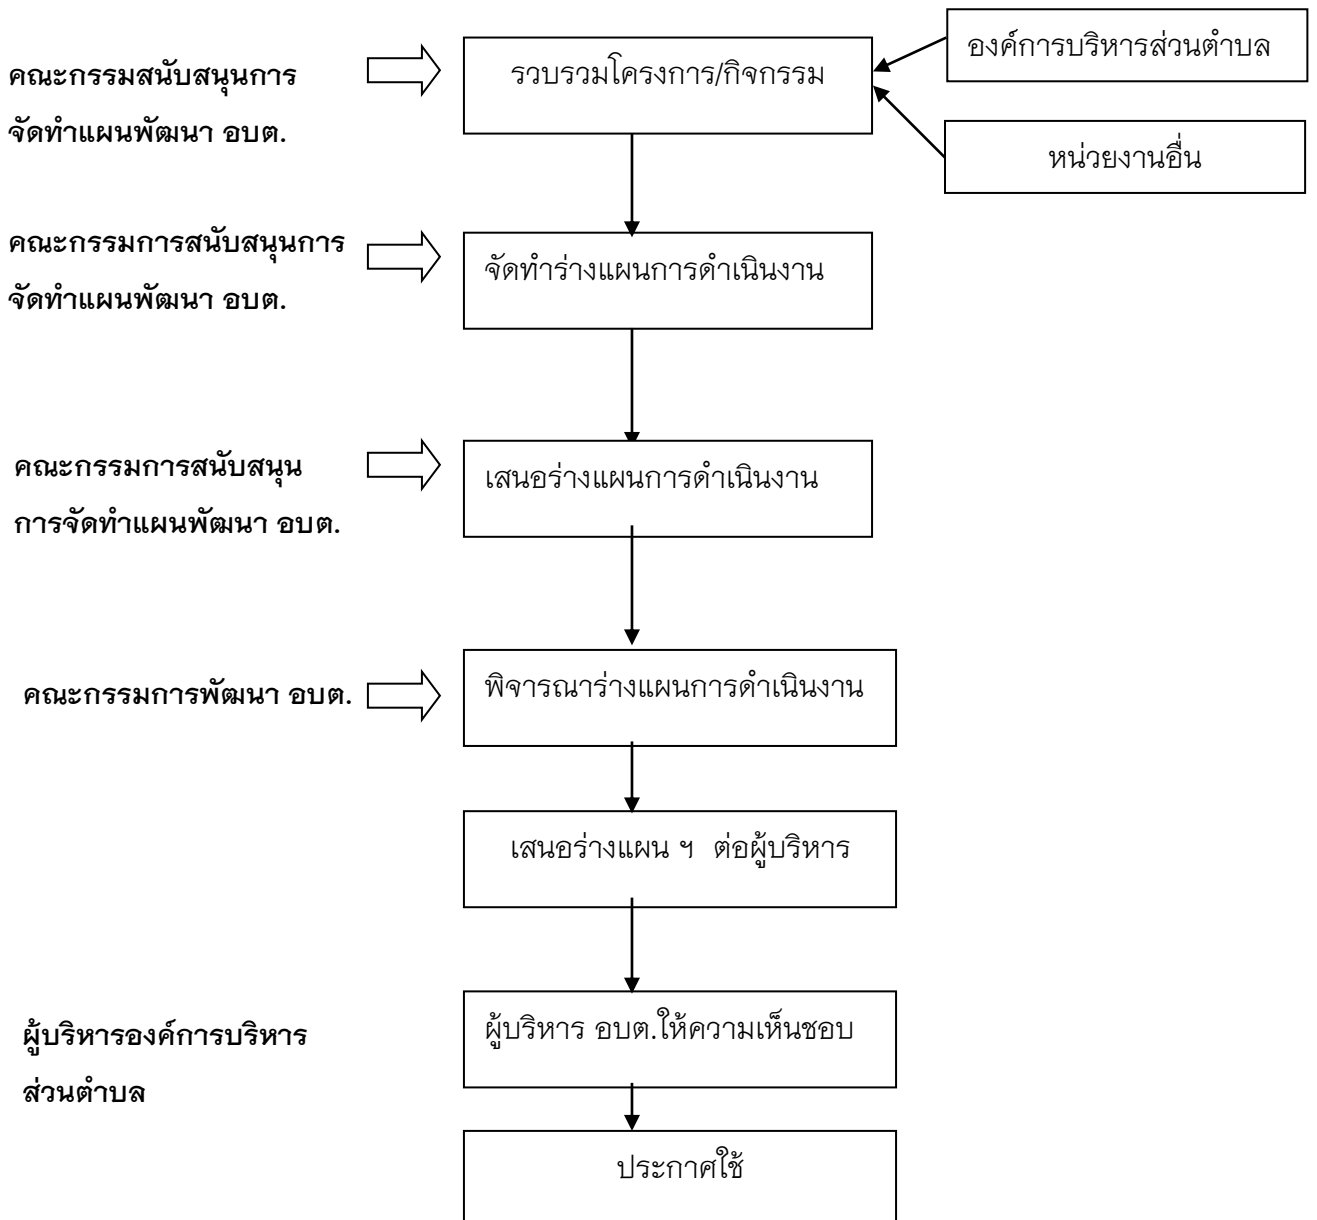 คณะกรรมสนับสนุนการ
จัดทำแผนพัฒนา อบต.
รวบรวมโครงการ/กิจกรรม
องค์การบริหารส่วนตำบล
หน่วยงานอื่น
คณะกรรมการสนับสนุนการ
จัดทำแผนพัฒนา อบต.
จัดทำร่างแผนการดำเนินงาน
คณะกรรมการสนับสนุน
การจัดทำแผนพัฒนา อบต.
เสนอร่างแผนการดำเนินงาน
คณะกรรมการพัฒนา อบต.
พิจารณาร่างแผนการดำเนินงาน
เสนอร่างแผน ฯ ต่อผู้บริหาร
ผู้บริหารองค์การบริหาร
ส่วนตำบล
ผู้บริหาร อบต.ให้ความเห็นชอบ
ประกาศใช้